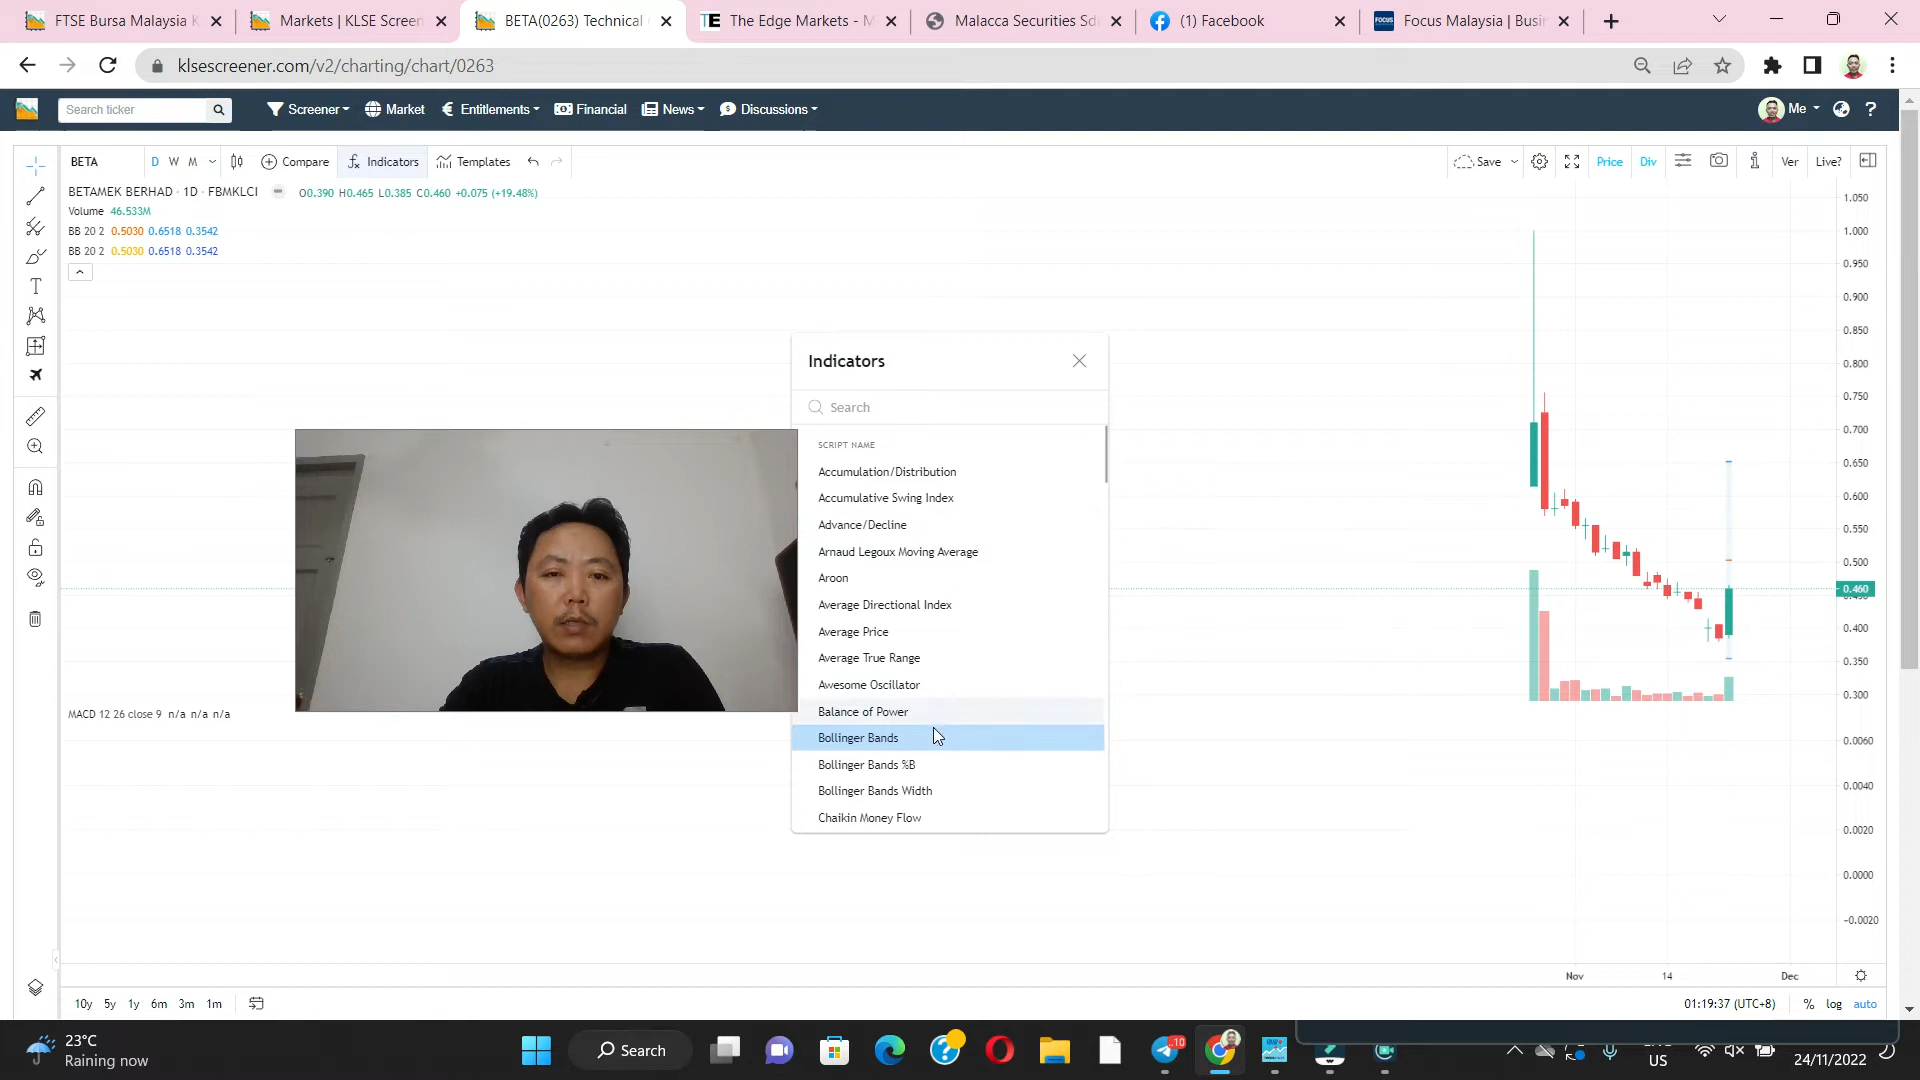 FTSE Bursa Malaysia K
Markets | KLSE Screen
BETA(0263) Technical
The Edge Markets - M
Malacca Securities Sd
(1) Facebook
FOCUS Focus Malaysia | Busi
klsescreener.com/v2/charting/chart/0263
Search ticker
Screener
Market
€ Entitlements
Financial
News
Discussions
Me
?
BETA
D W M
Compare
Indicators
Templates
Save
Price
Div
Ver
Live?
BETAMEK BERHAD · 1D · FBMKLCI
O0.390 H0.465 L0.385 C0.460 +0.075 (+19.48%)
Volume 46.533M
BB 20 2 0.5030 0.6518 0.3542
BB 20 2 0.5030 0.6518 0.3542
Indicators
Search
SCRIPT NAME
Accumulation/Distribution
Accumulative Swing Index
Advance/Decline
Arnaud Legoux Moving Average
Aroon
Average Directional Index
Average Price
Average True Range
Awesome Oscillator
Balance of Power
Bollinger Bands
Bollinger Bands %B
Bollinger Bands Width
Chaikin Money Flow
MACD 12 26 close 9 n/a n/a n/a
1.050
1.000
0.950
0.900
0.850
0.800
0.750
0.700
0.650
0.600
0.550
0.500
0.460
0.400
0.350
0.300
0.0060
0.0040
0.0020
0.0000
-0.0020
Nov
14
Dec
10y 5y 1y 6m 3m 1m
01:19:37 (UTC+8)
% log auto
23°C
Raining now
Search
10
US
24/11/2022